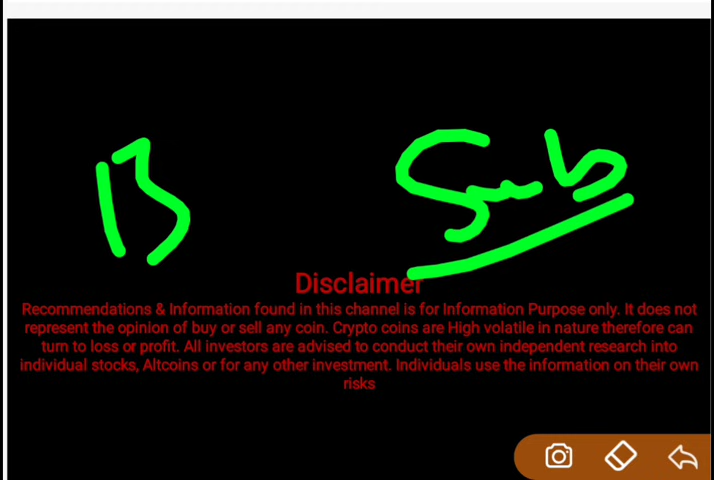 B Sub
Disclaimer
Recommendations & Information found in this channel is for Information Purpose only. It does not
represent the opinion of buy or sell any coin. Crypto coins are High volatile in nature therefore can
turn to loss or profit. All investors are advised to conduct their own independent research into
individual stocks, Altcoins or for any other investment. Individuals use the information on their own
risks